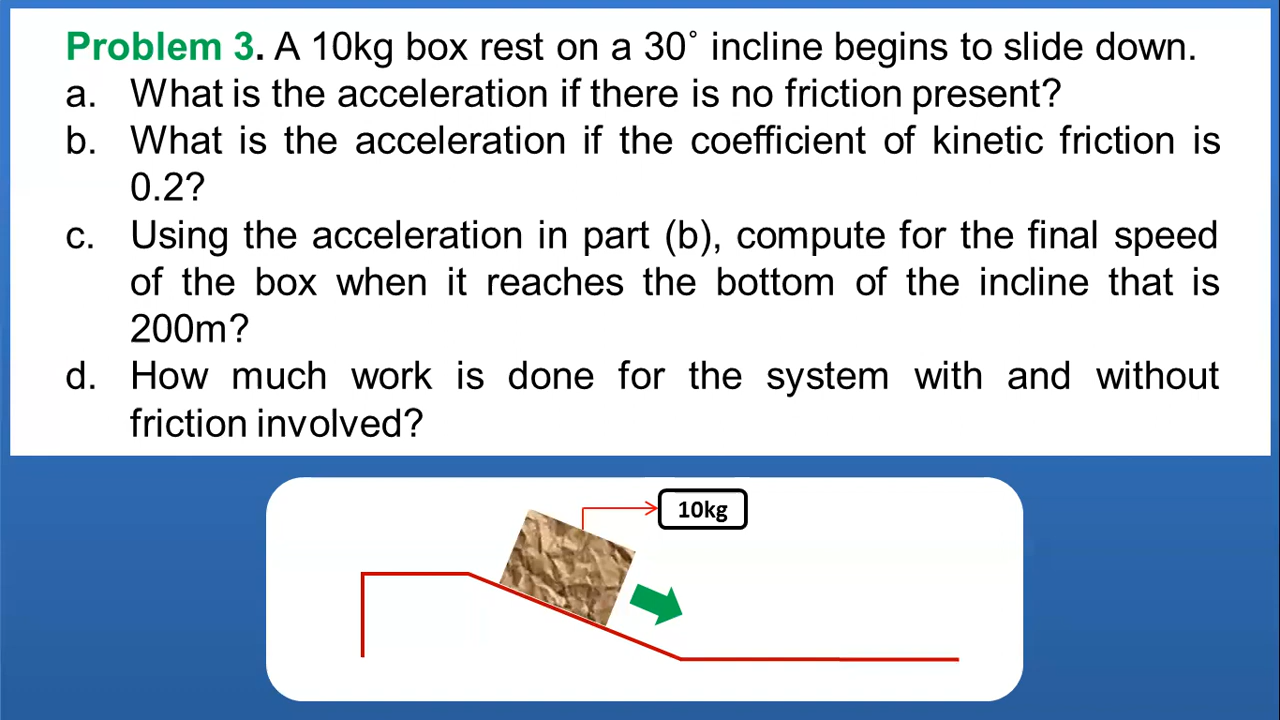 Problem 3. A 10kg box rest on a 30˚ incline begins to slide down.
a. What is the acceleration if there is no friction present?
b. What is the acceleration if the coefficient of kinetic friction is
0.2?
c. Using the acceleration in part (b), compute for the final speed
of the box when it reaches the bottom of the incline that is
200m?
d. How much work is done for the system with and without
friction involved?
10kg